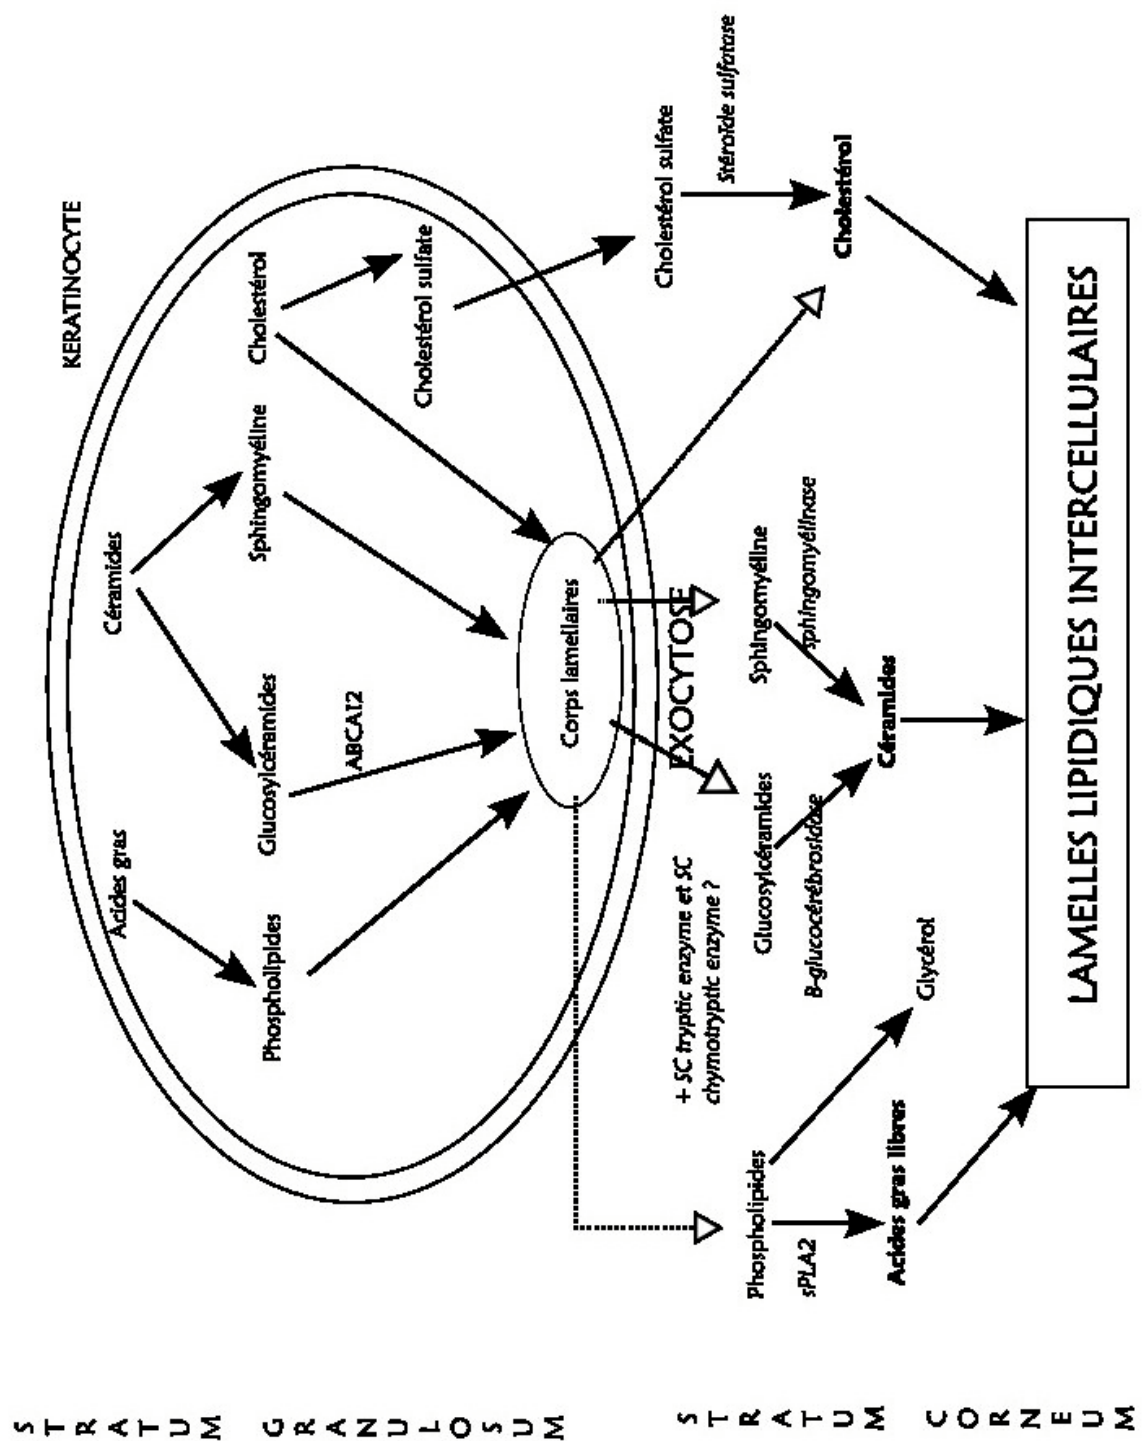 STRATUM GRANULOSUM
KERATINOCYTE
Acides gras
Céramides
Phospholipides
Glucosylcéramides
Sphingomyéline
Cholestérol
ABCA12
Cholestérol sulfate
Corps lamellaires
EXOCYTOSE
STRATUM CORNEUM
+ SC tryptic enzyme et SC
chymotryptic enzyme ?
Cholestérol sulfate
Stéroïde sulfatase
Phospholipides
Glucosylcéramides
Sphingomyéline
sPLA2
B-glucocérébrosidase
sphingomyélinase
Cholestérol
Acides gras libres
Glycérol
Céramides
LAMELLES LIPIDIQUES INTERCELLULAIRES